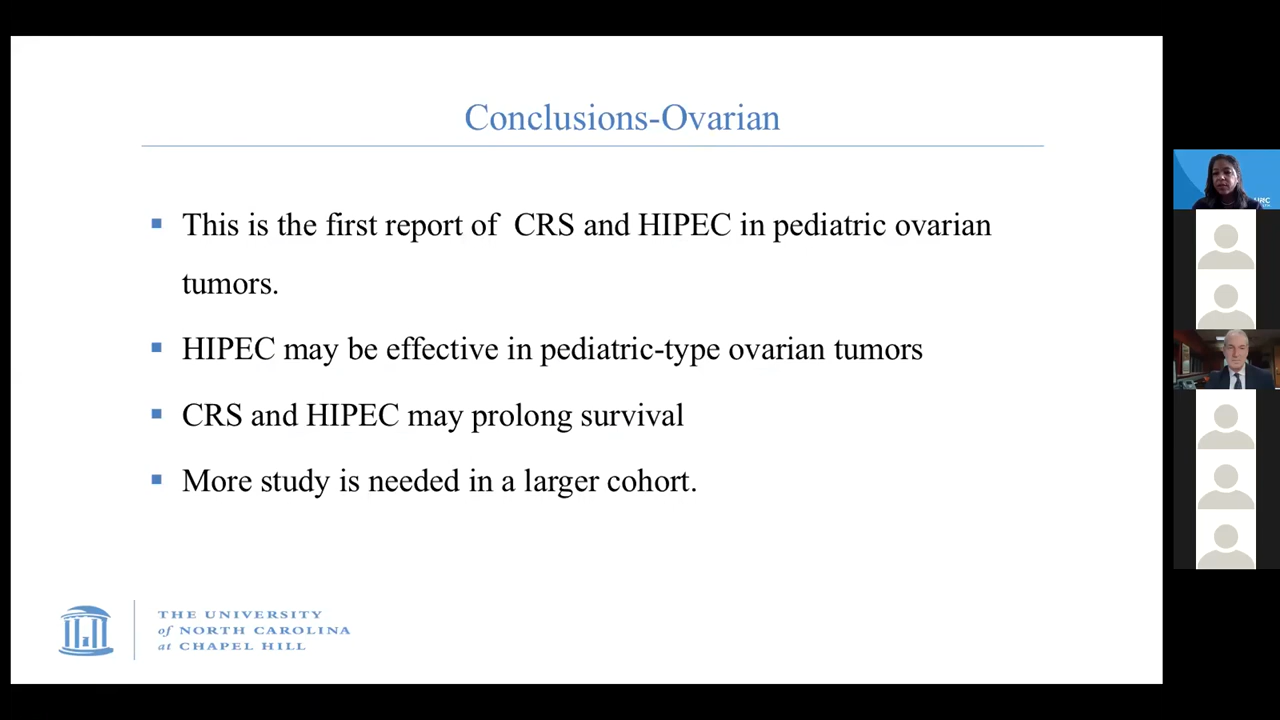 Conclusions-Ovarian
This is the first report of CRS and HIPEC in pediatric ovarian
tumors.
HIPEC may be effective in pediatric-type ovarian tumors
CRS and HIPEC may prolong survival
More study is needed in a larger cohort.
THE UNIVERSITY
of NORTH CAROLINA
at CHAPEL HILL